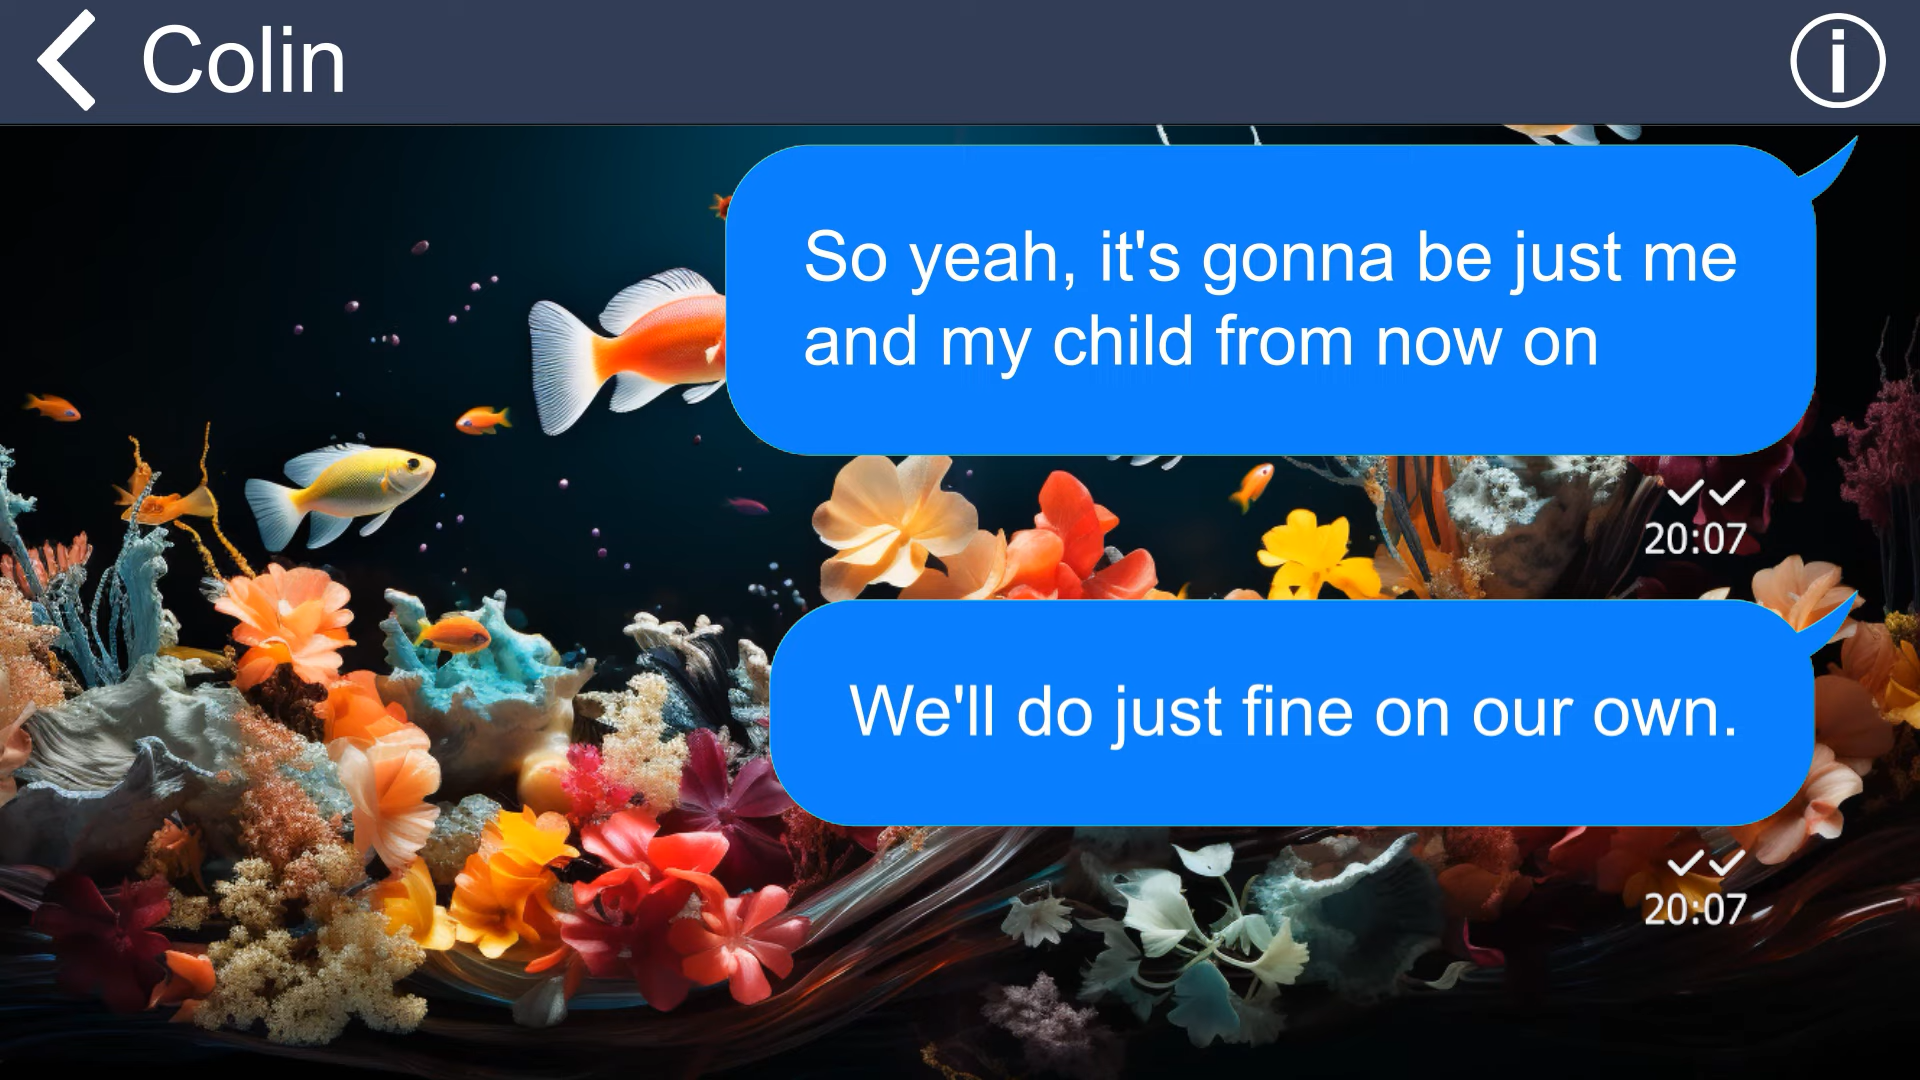 Colin
So yeah, it's gonna be just me
and my child from now on
20:07
We'll do just fine on our own.
20:07